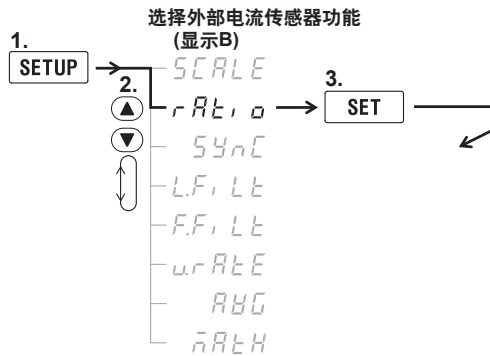 选择外部电流传感器功能
(显示B)
1.
SETUP
2.
SCALE
rAtio
3.
SET
SYnC
L.FiLt
F.FiLt
u.rAtE
AVG
MAtH